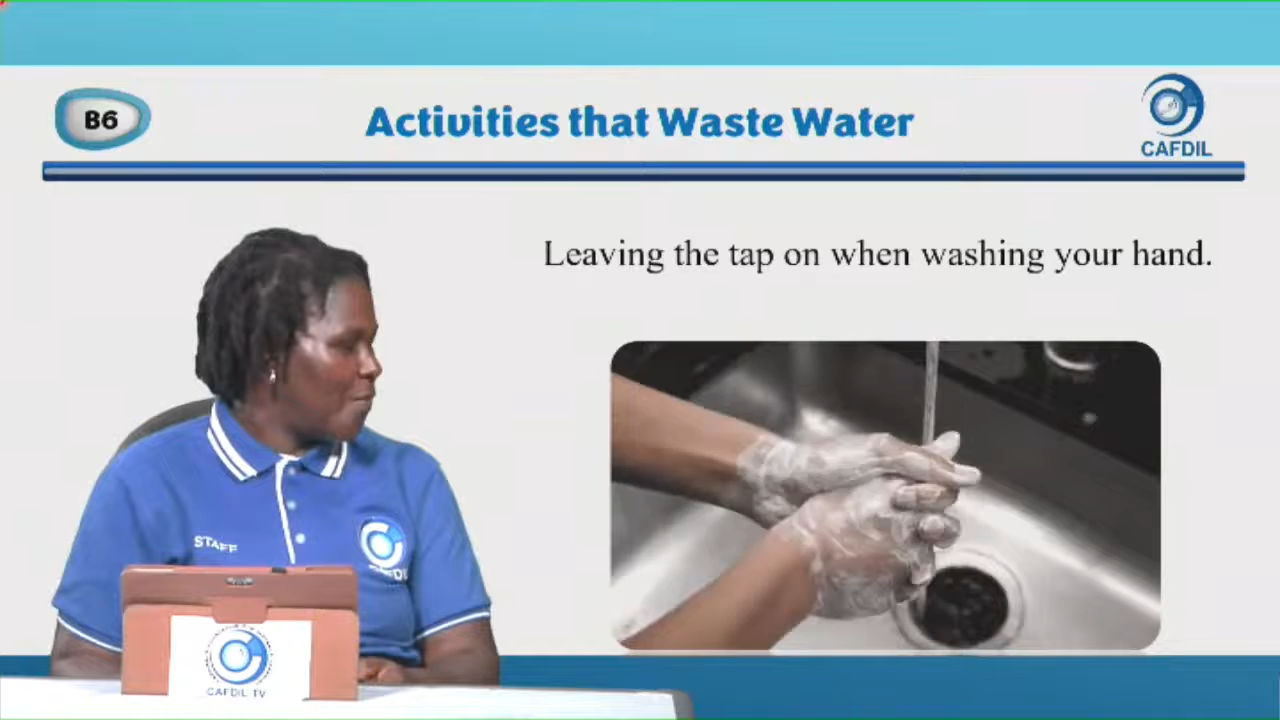 B6
Activities that Waste Water
CAFDIL
Leaving the tap on when washing your hand.
STAFF
CAFDIL TV